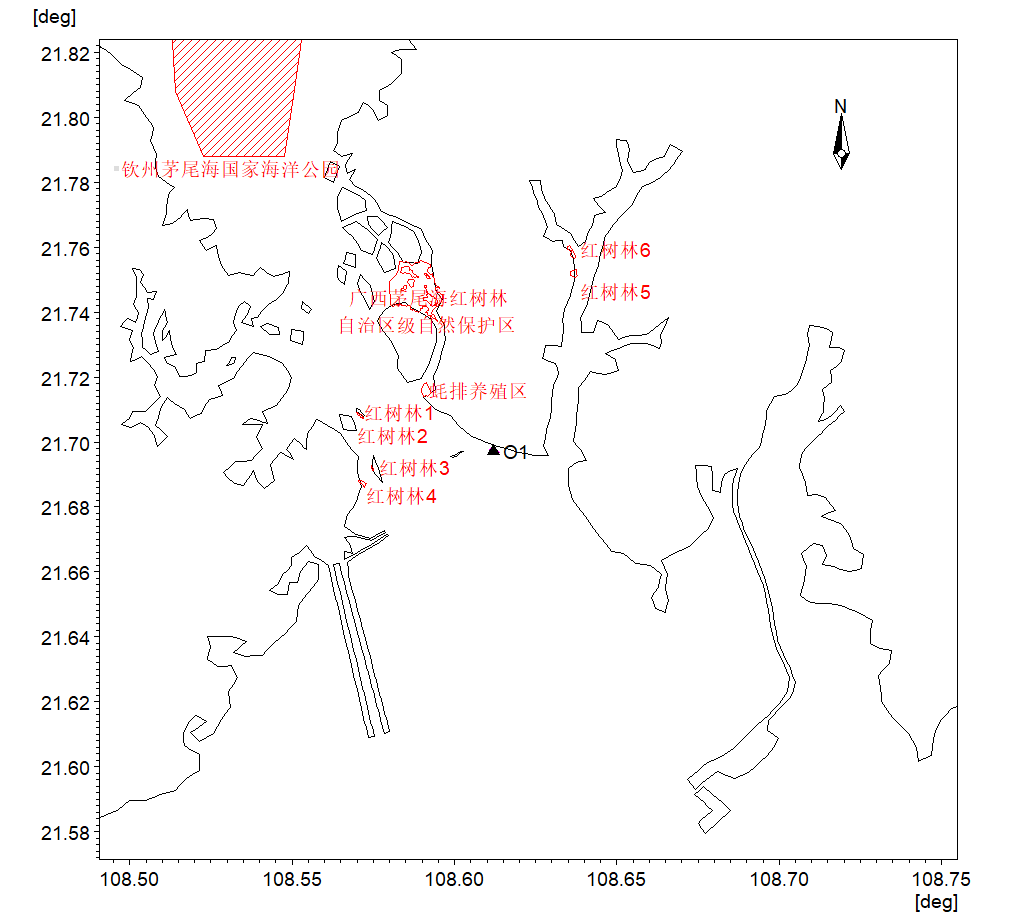 [deg]
21.82
21.80
21.78
21.76
21.74
21.72
21.70
21.68
21.66
21.64
21.62
21.60
21.58
N
钦州茅尾海国家海洋公园
红树林6
红树林5
广西茅尾海红树林
自治区级自然保护区
蚝排养殖区
红树林1
红树林2
O1
红树林3
红树林4
108.50
108.55
108.60
108.65
108.70
108.75
[deg]